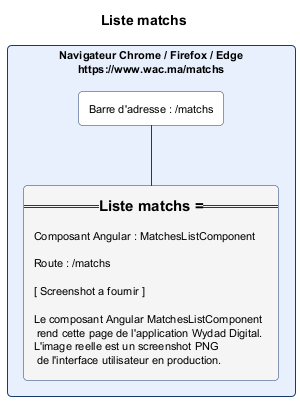 Liste matchs
Navigateur Chrome / Firefox / Edge
https://www.wac.ma/matchs
Barre d'adresse : /matchs
Liste matchs =
Composant Angular : MatchesListComponent
Route : /matchs
[ Screenshot a fournir ]
Le composant Angular MatchesListComponent
rend cette page de l'application Wydad Digital.
L'image reelle est un screenshot PNG
de l'interface utilisateur en production.